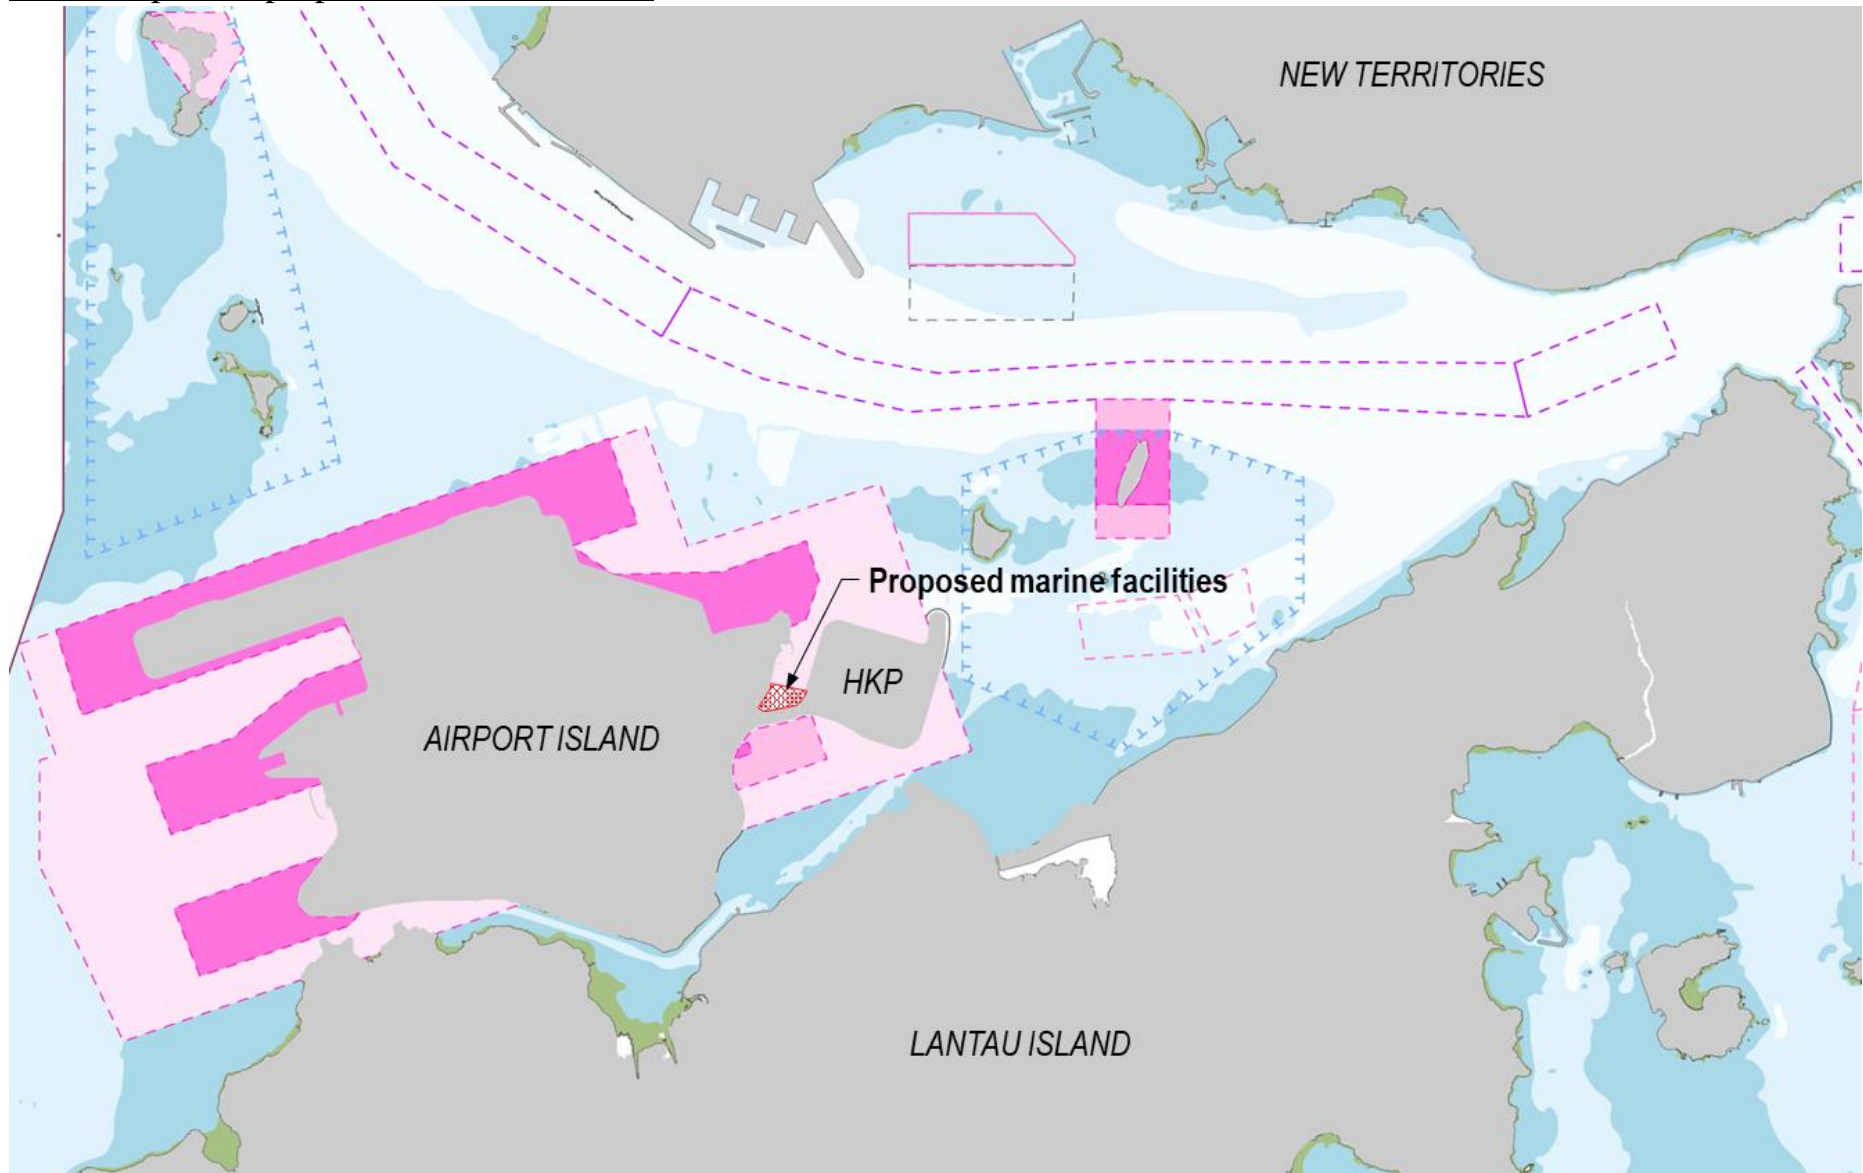 NEW TERRITORIES
Proposed marine facilities
HKP
AIRPORT ISLAND
LANTAU ISLAND